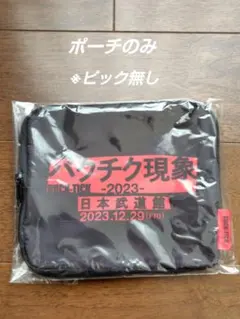 ポーチのみ
※ピック無し
バクチク現象
BUCK-TICK -2023-
日本武道館
2023.12.29(FRI)